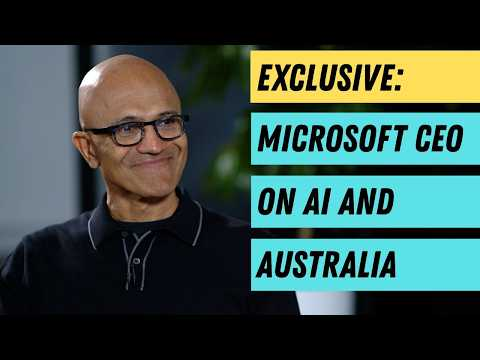 EXCLUSIVE:
MICROSOFT CEO
ON AI AND
AUSTRALIA